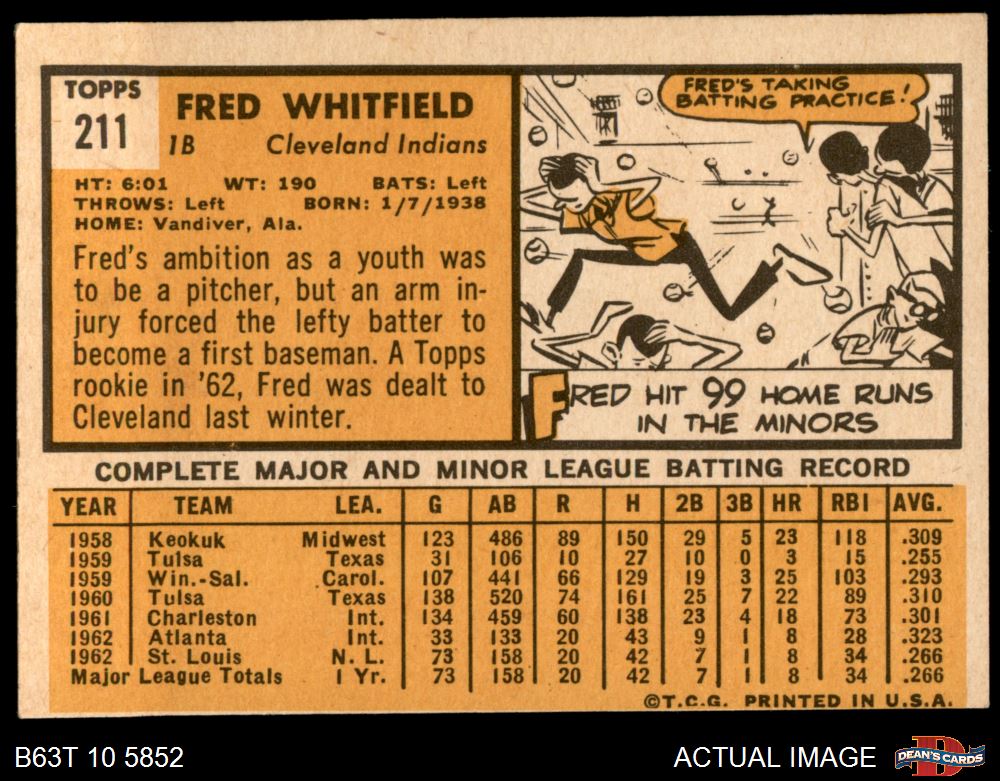 TOPPS
211
FRED WHITFIELD
1B Cleveland Indians
HT: 6:01 WT: 190 BATS: Left
THROWS: Left BORN: 1/7/1938
HOME: Vandiver, Ala.
Fred's ambition as a youth was
to be a pitcher, but an arm in-
jury forced the lefty batter to
become a first baseman. A Topps
rookie in '62, Fred was dealt to
Cleveland last winter.
FRED'S TAKING
BATTING PRACTICE!
FRED HIT 99 HOME RUNS
IN THE MINORS
COMPLETE MAJOR AND MINOR LEAGUE BATTING RECORD
YEAR TEAM LEA. G AB R H 2B 3B HR RBI AVG.
1958 Keokuk Midwest 123 486 89 150 29 5 23 118 .309
1959 Tulsa Texas 31 106 10 27 10 0 3 15 .255
1959 Win.-Sal. Carol. 107 441 66 129 19 3 25 103 .293
1960 Tulsa Texas 138 520 74 161 25 7 22 89 .310
1961 Charleston Int. 134 459 60 138 23 4 18 73 .301
1962 Atlanta Int. 33 133 20 43 9 1 8 28 .323
1962 St. Louis N. L. 73 158 20 42 7 1 8 34 .266
Major League Totals 1 Yr. 73 158 20 42 7 1 8 34 .266
©T.C.G. PRINTED IN U.S.A.
B63T 10 5852 ACTUAL IMAGE
DEAN'S CARDS